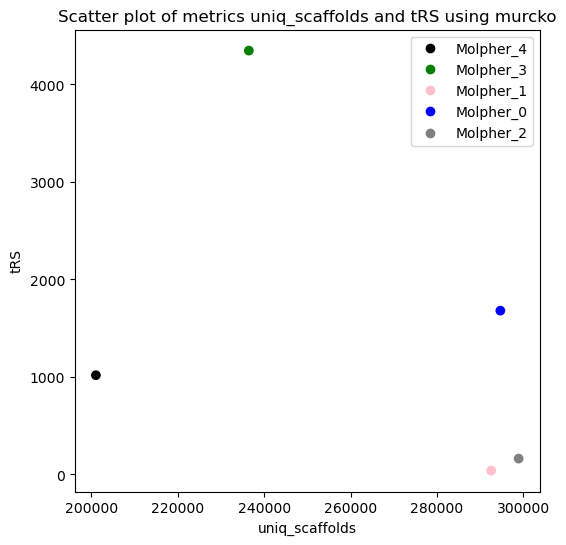 Scatter plot of metrics uniq_scaffolds and tRS using murcko
Molpher_4
Molpher_3
Molpher_1
Molpher_0
Molpher_2
4000
3000
2000
1000
0
tRS
200000 220000 240000 260000 280000 300000
uniq_scaffolds